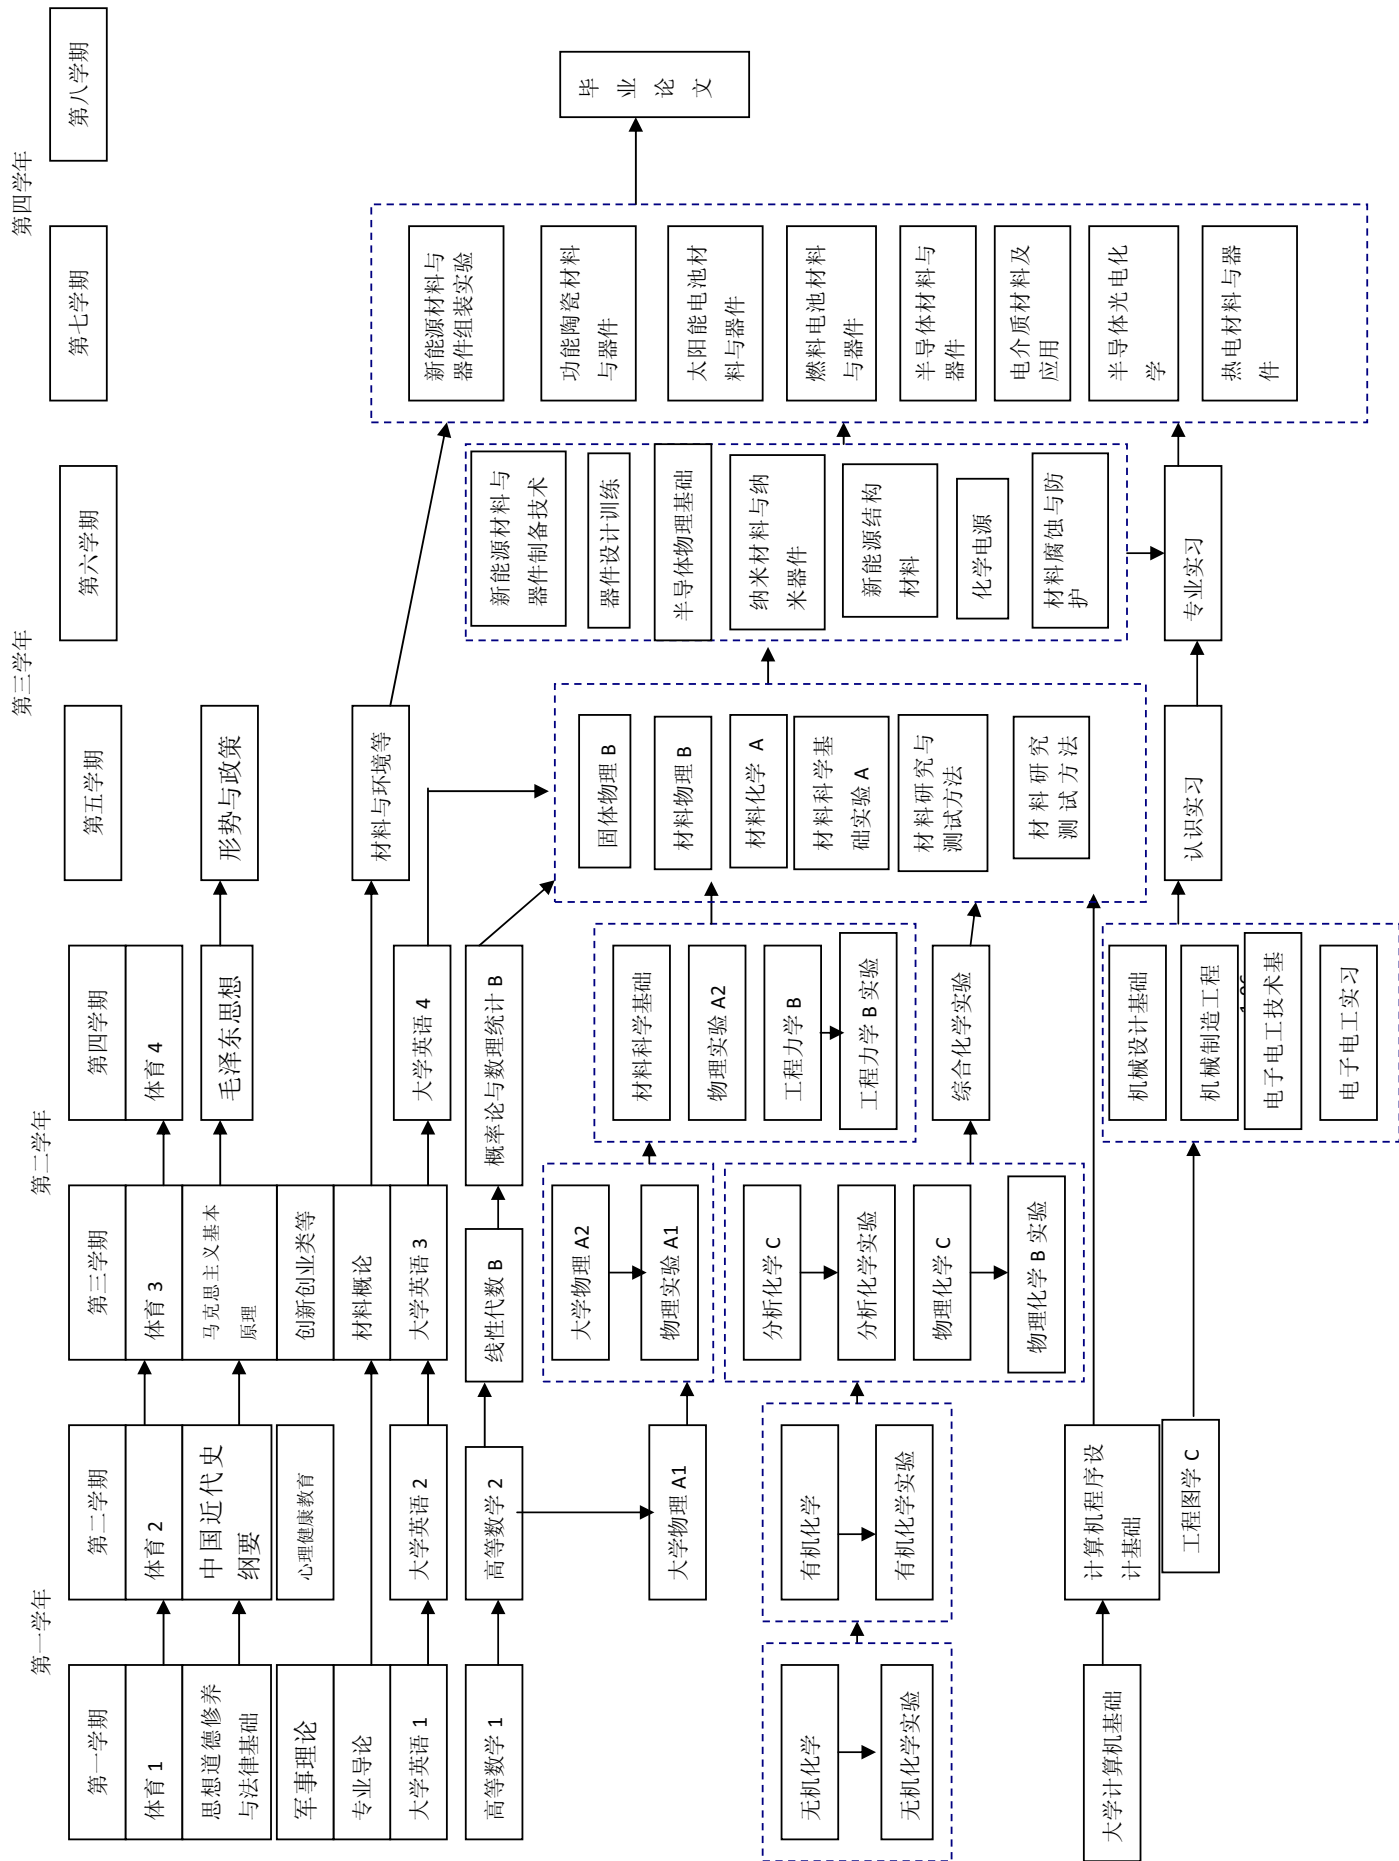 第一学年
第二学年
第三学年
第四学年
第一学期
第二学期
第三学期
第四学期
第五学期
第六学期
第七学期
第八学期
体育 1
体育 2
体育 3
体育 4
思想道德修养
与法律基础
中国近代史
纲要
马克思主义基本
原理
毛泽东思想
形势与政策
军事理论
心理健康教育
创新创业类等
专业导论
材料概论
材料与环境等
大学英语 1
大学英语 2
大学英语 3
大学英语 4
高等数学 1
高等数学 2
线性代数 B
概率论与数理统计 B
大学物理 A1
大学物理 A2
物理实验 A1
材料科学基础
物理实验 A2
工程力学 B
工程力学 B 实验
无机化学
无机化学实验
有机化学
有机化学实验
分析化学 C
分析化学实验
物理化学 C
物理化学 B 实验
综合化学实验
大学计算机基础
计算机程序设
计基础
工程图学 C
机械设计基础
机械制造工程
电子电工技术基
电子电工实习
固体物理 B
材料物理 B
材料化学 A
材料科学基
础实验 A
材料研究与
测试方法
材料研究
测试方法
认识实习
新能源材料与
器件制备技术
器件设计训练
半导体物理基础
纳米材料与纳
米器件
新能源结构
材料
化学电源
材料腐蚀与防
护
专业实习
新能源材料与
器件组装实验
功能陶瓷材料
与器件
太阳能电池材
料与器件
燃料电池材料
与器件
半导体材料与
器件
电介质材料及
应用
半导体光电化
学
热电材料与器
件
毕业论文